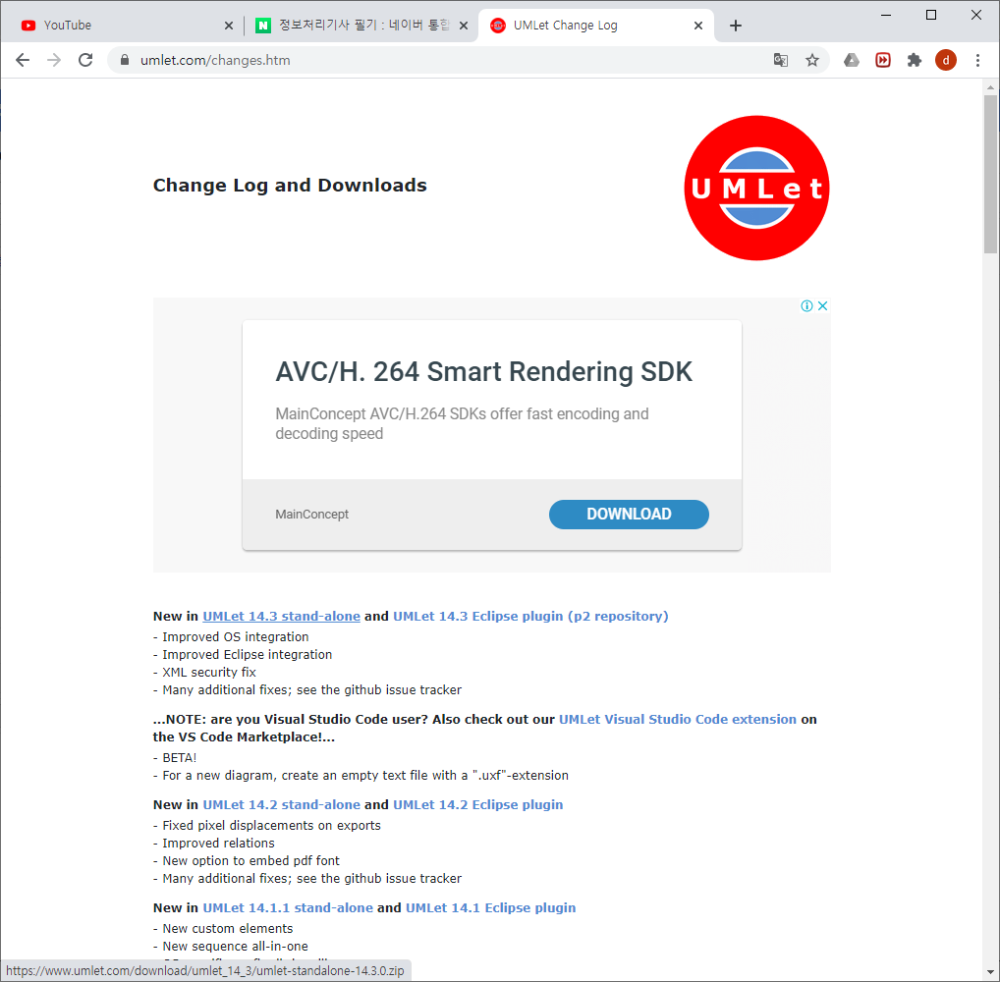 YouTube
정보처리기사 필기 : 네이버 통합
UMLet Change Log
umlet.com/changes.htm
d
Change Log and Downloads
UMLet
AVC/H. 264 Smart Rendering SDK
MainConcept AVC/H.264 SDKs offer fast encoding and
decoding speed
MainConcept
DOWNLOAD
New in UMLet 14.3 stand-alone and UMLet 14.3 Eclipse plugin (p2 repository)
- Improved OS integration
- Improved Eclipse integration
- XML security fix
- Many additional fixes; see the github issue tracker
...NOTE: are you Visual Studio Code user? Also check out our UMLet Visual Studio Code extension on
the VS Code Marketplace!...
- BETA!
- For a new diagram, create an empty text file with a ".uxf"-extension
New in UMLet 14.2 stand-alone and UMLet 14.2 Eclipse plugin
- Fixed pixel displacements on exports
- Improved relations
- New option to embed pdf font
- Many additional fixes; see the github issue tracker
New in UMLet 14.1.1 stand-alone and UMLet 14.1 Eclipse plugin
- New custom elements
- New sequence all-in-one
https://www.umlet.com/download/umlet_14_3/umlet-standalone-14.3.0.zip